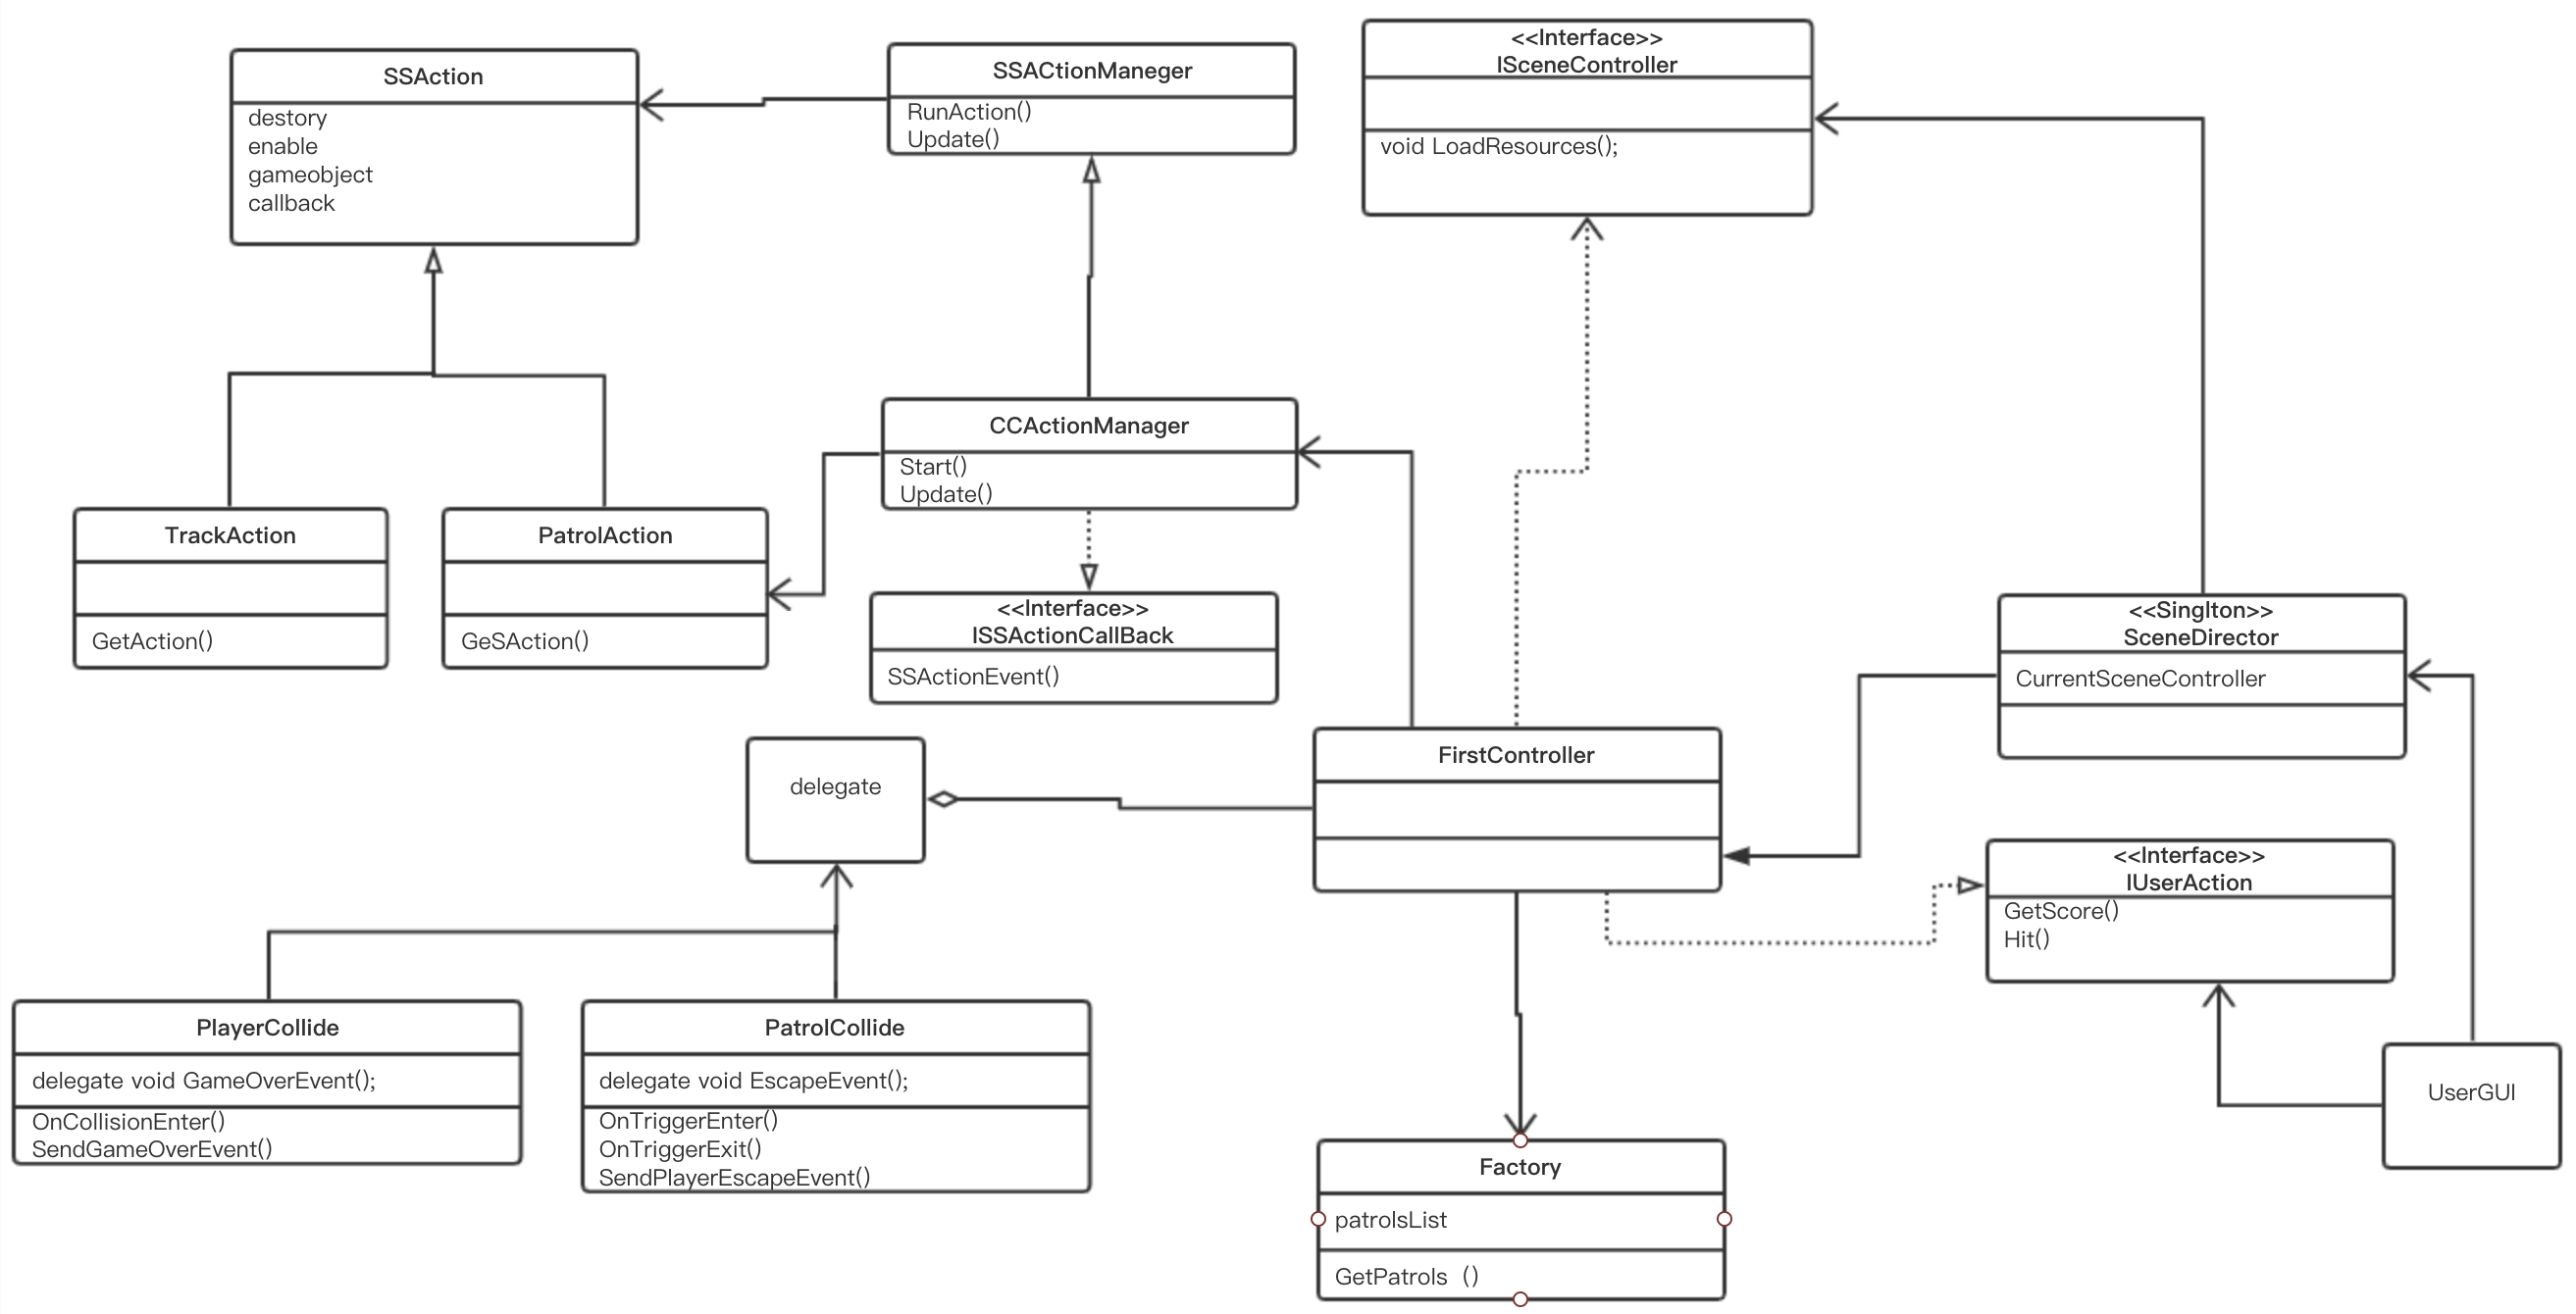 SSAction
destory
enable
gameobject
callback
SSACtionManeger
RunAction()
Update()
<<Interface>>
ISceneController
void LoadResources();
TrackAction
GetAction()
PatrolAction
GeSAction()
CCActionManager
Start()
Update()
<<Interface>>
ISSActionCallBack
SSActionEvent()
<<Singlton>>
SceneDirector
CurrentSceneController
delegate
FirstController
<<Interface>>
IUserAction
GetScore()
Hit()
PlayerCollide
delegate void GameOverEvent();
OnCollisionEnter()
SendGameOverEvent()
PatrolCollide
delegate void EscapeEvent();
OnTriggerEnter()
OnTriggerExit()
SendPlayerEscapeEvent()
UserGUI
Factory
patrolsList
GetPatrols ()